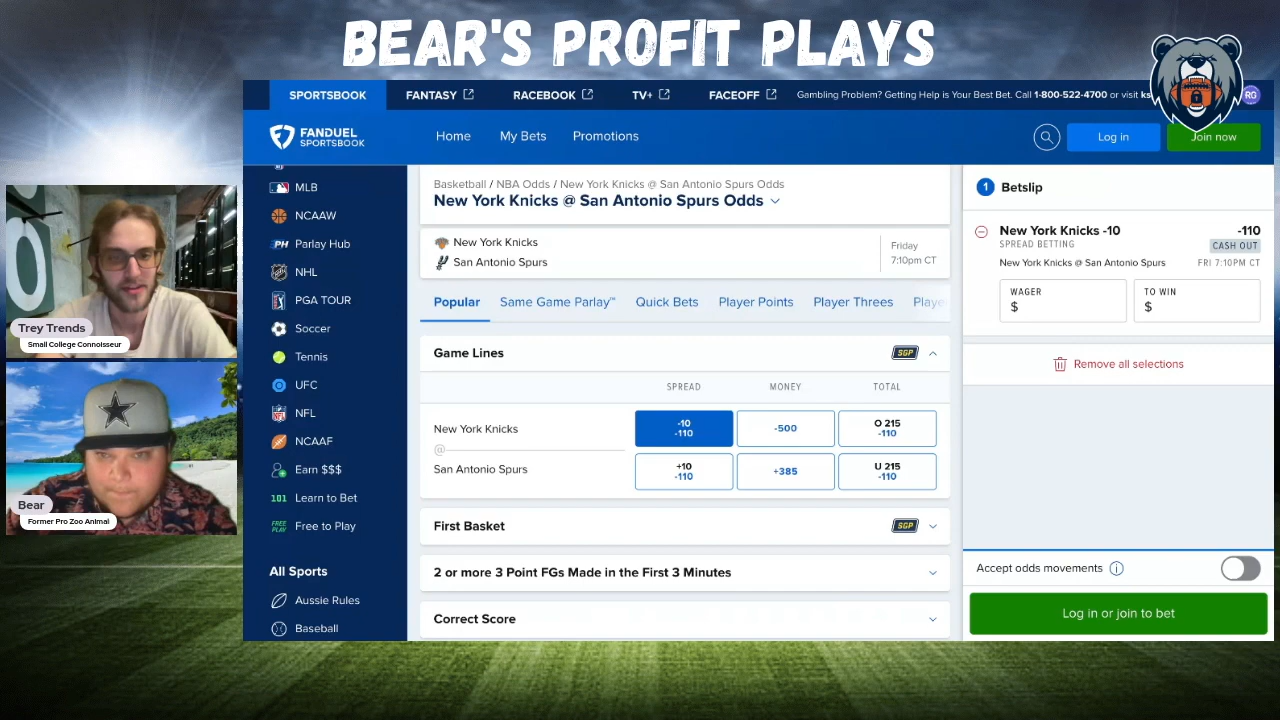 BEAR'S PROFIT PLAYS
SPORTSBOOK
FANTASY
RACEBOOK
TV+
FACEOFF
Gambling Problem? Getting Help is Your Best Bet. Call 1-800-522-4700 or visit ks
RG
FANDUEL
SPORTSBOOK
Home
My Bets
Promotions
Log in
Join now
MLB
NCAAW
PH Parlay Hub
NHL
PGA TOUR
Soccer
Tennis
UFC
NFL
NCAAF
Earn $$$
101 Learn to Bet
FREE PLAY Free to Play
All Sports
Aussie Rules
Baseball
Basketball / NBA Odds / New York Knicks @ San Antonio Spurs Odds
New York Knicks @ San Antonio Spurs Odds
New York Knicks
San Antonio Spurs
Friday
7:10pm CT
Popular
Same Game Parlay™
Quick Bets
Player Points
Player Threes
Playe
Game Lines
SGP
SPREAD
MONEY
TOTAL
New York Knicks
-10
-110
-500
O 215
-110
@
San Antonio Spurs
+10
-110
+385
U 215
-110
First Basket
SGP
2 or more 3 Point FGs Made in the First 3 Minutes
Correct Score
1 Betslip
New York Knicks -10
-110
SPREAD BETTING
CASH OUT
New York Knicks @ San Antonio Spurs
FRI 7:10PM CT
WAGER
$
TO WIN
$
Remove all selections
Accept odds movements
Log in or join to bet
Trey Trends
Small College Connoisseur
Bear
Former Pro Zoo Animal